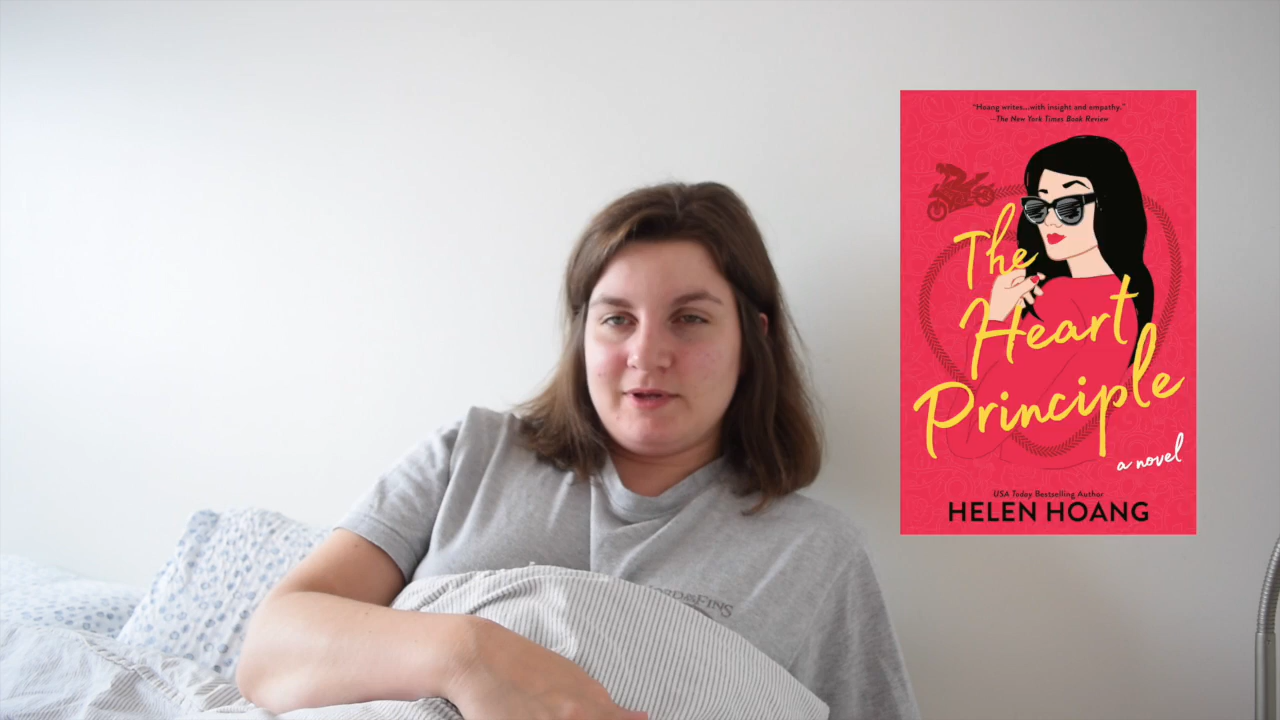 "Hoang writes...with insight and empathy."
—The New York Times Book Review
The
Heart
Principle
a novel
USA Today Bestselling Author
HELEN HOANG